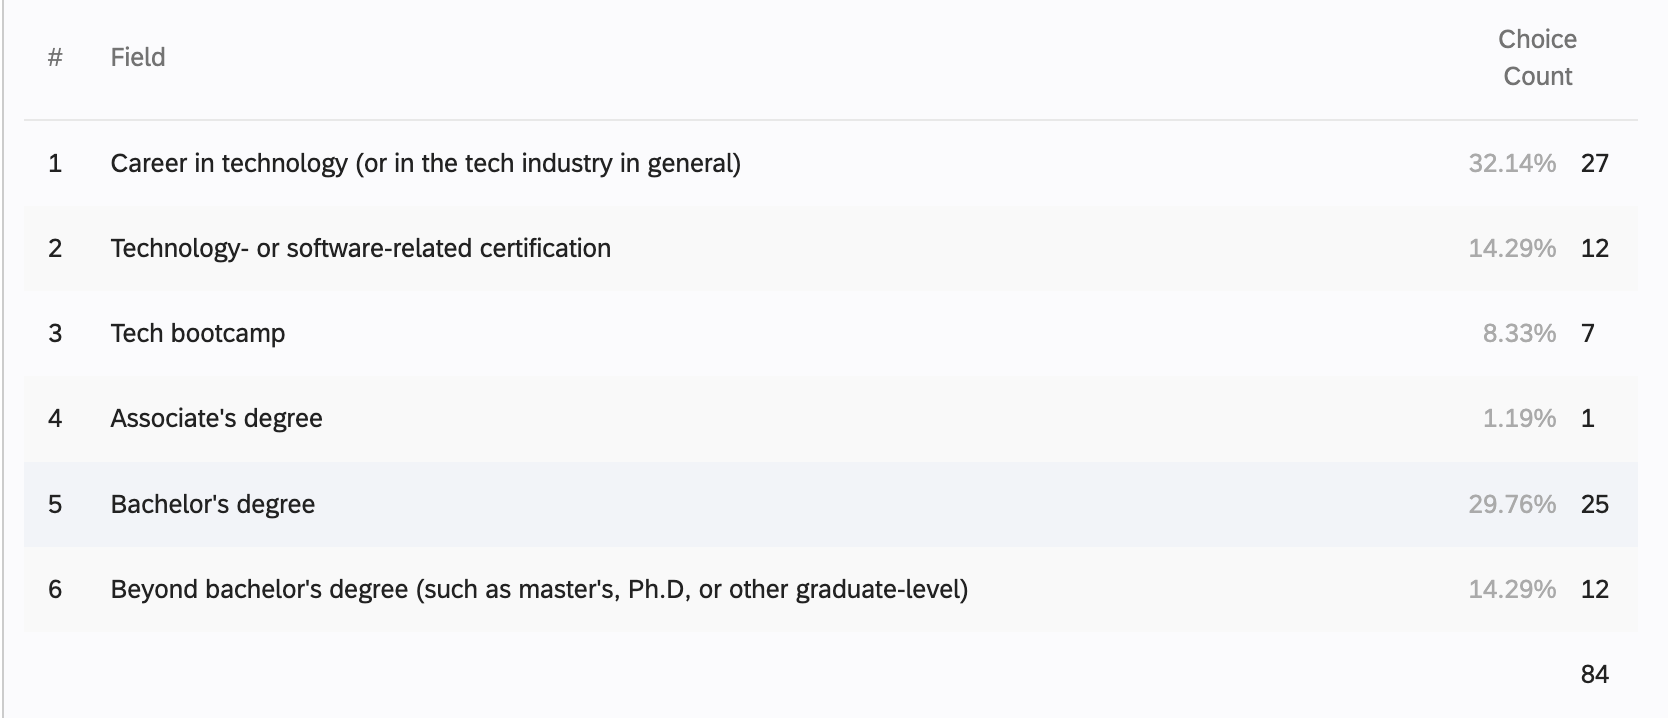 # Field Choice
Count
1 Career in technology (or in the tech industry in general) 32.14% 27
2 Technology- or software-related certification 14.29% 12
3 Tech bootcamp 8.33% 7
4 Associate's degree 1.19% 1
5 Bachelor's degree 29.76% 25
6 Beyond bachelor's degree (such as master's, Ph.D, or other graduate-level) 14.29% 12
84